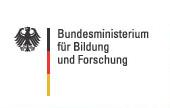 Bundesministerium
für Bildung
und Forschung